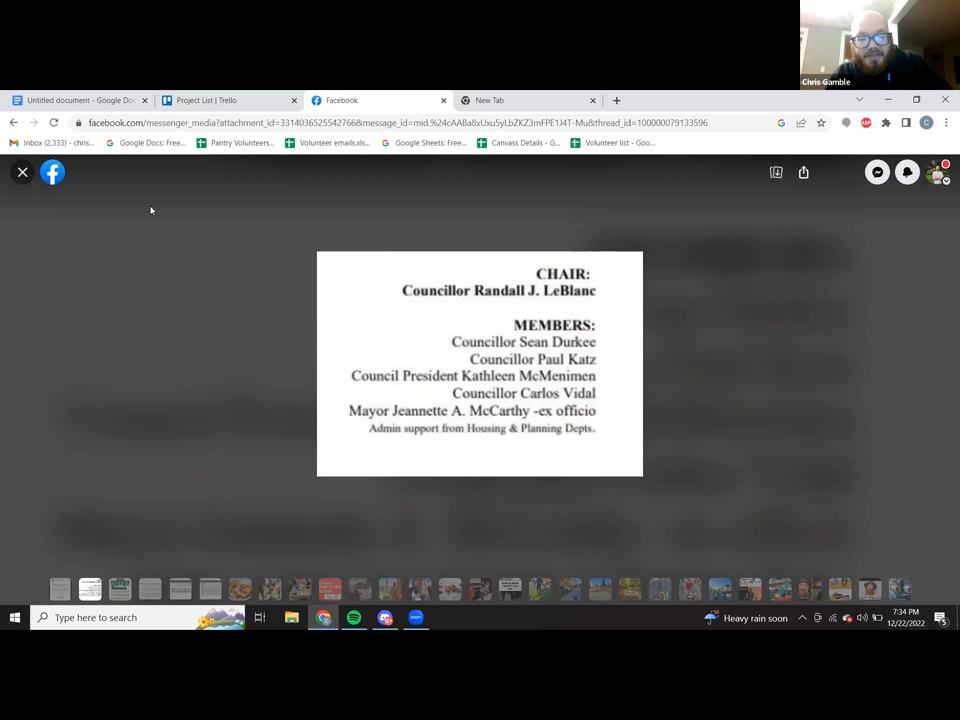 Chris Gamble
Untitled document - Google Doc
Project List | Trello
Facebook
New Tab
facebook.com/messenger_media?attachment_id=3314036525542766&message_id=mid.%24cAABa8xUxu5yLbZKZ3mFPE1J4T-Mu&thread_id=100000079133596
Inbox (2,333) - chris...
Google Docs: Free...
Pantry Volunteers...
Volunteer emails.xls...
Google Sheets: Free...
Canvass Details - G...
Volunteer list - Goo...
CHAIR:
Councillor Randall J. LeBlanc
MEMBERS:
Councillor Sean Durkee
Councillor Paul Katz
Council President Kathleen McMenimen
Councillor Carlos Vidal
Mayor Jeannette A. McCarthy -ex officio
Admin support from Housing & Planning Depts.
Type here to search
Heavy rain soon
7:34 PM
12/22/2022